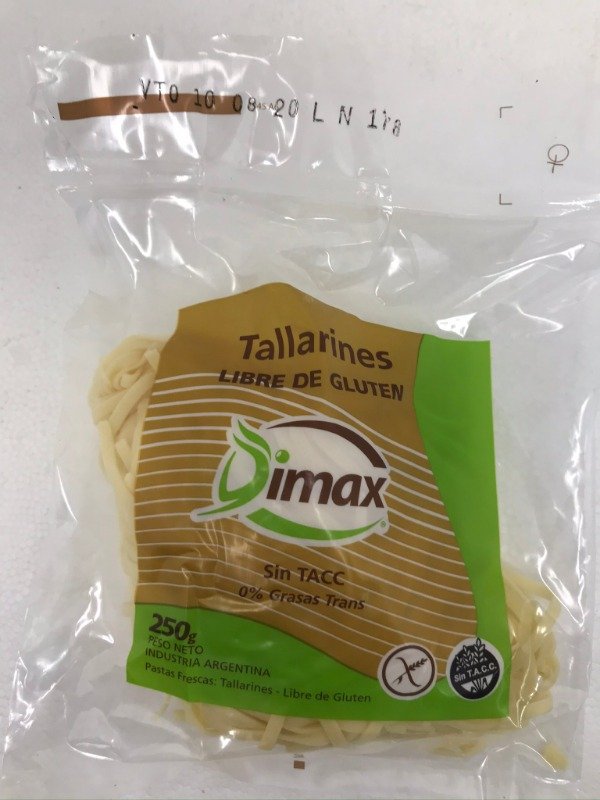 VTO 10 08 20 L N 178
Tallarines
LIBRE DE GLUTEN
Dimax
Sin TACC
0% Grasas Trans
250g
PESO NETO
INDUSTRIA ARGENTINA
Pastas Frescas: Tallarines - Libre de Gluten
Sin T.A.C.C.